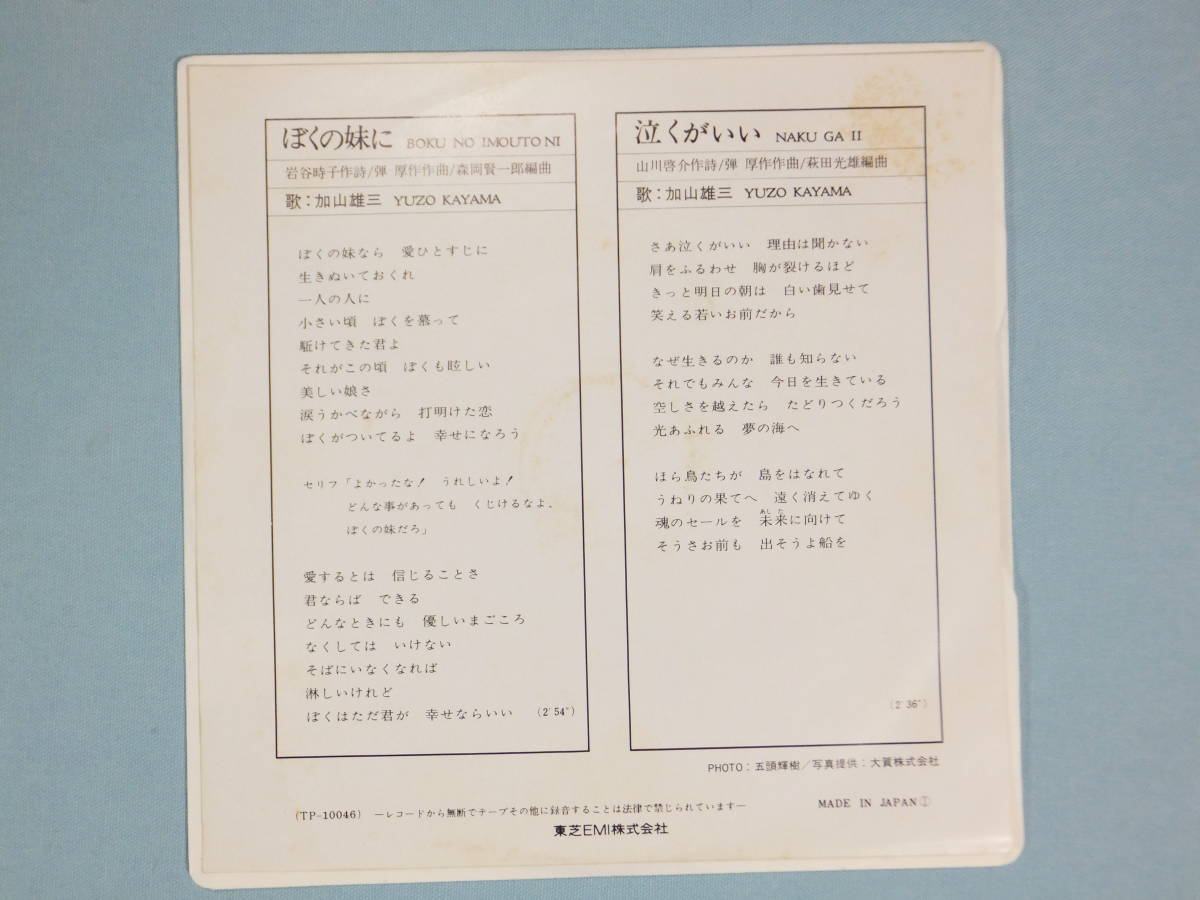 ぼくの妹に BOKU NO IMOUTO NI
岩谷時子作詩/弾 厚作作曲/森岡賢一郎編曲
歌：加山雄三 YUZO KAYAMA
ぼくの妹なら　愛ひとすじに
生きぬいておくれ
一人の人に
小さい頃　ぼくを慕って
駈けてきた君よ
それがこの頃　ぼくも眩しい
美しい娘さ
涙うかべながら　打明けた恋
ぼくがついてるよ　幸せになろう
セリフ「よかったな！　うれしいよ！
どんな事があっても　くじけるなよ、
ぼくの妹だろ」
愛するとは　信じることさ
君ならば　できる
どんなときにも　優しいまごころ
なくしては　いけない
そばにいなくなれば
淋しいけれど
ぼくはただ君が　幸せならいい　(2′54″)
泣くがいい NAKU GA II
山川啓介作詩/弾 厚作作曲/萩田光雄編曲
歌：加山雄三 YUZO KAYAMA
さあ泣くがいい　理由は聞かない
肩をふるわせ　胸が裂けるほど
きっと明日の朝は　白い歯見せて
笑える若いお前だから
なぜ生きるのか　誰も知らない
それでもみんな　今日を生きている
空しさを越えたら　たどりつくだろう
光あふれる　夢の海へ
ほら鳥たちが　島をはなれて
うねりの果てへ　遠く消えてゆく
あした
魂のセールを　未来に向けて
そうさお前も　出そうよ船を
(2′36″)
PHOTO：五頭輝樹／写真提供：大質株式会社
(TP-10046)　―レコードから無断でテープその他に録音することは法律で禁じられています―　MADE IN JAPAN Ⓣ
東芝EMI株式会社